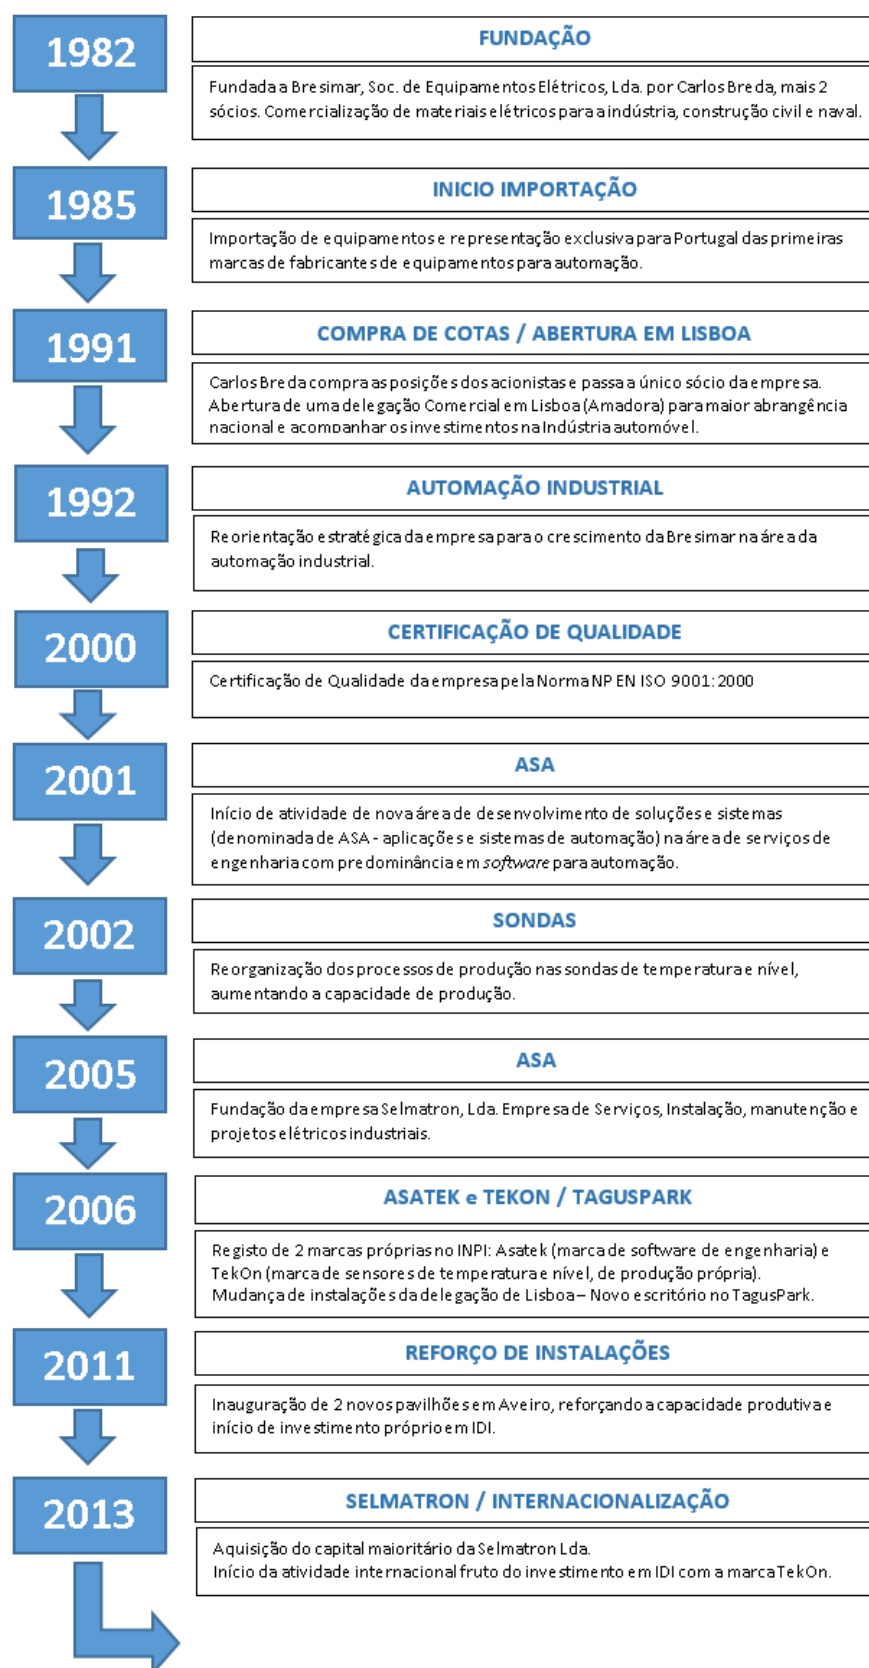 1982
FUNDAÇÃO
Fundada a Bresimar, Soc. de Equipamentos Elétricos, Lda. por Carlos Breda, mais 2
sócios. Comercialização de materiais elétricos para a indústria, construção civil e naval.
1985
INICIO IMPORTAÇÃO
Importação de equipamentos e representação exclusiva para Portugal das primeiras
marcas de fabricantes de equipamentos para automação.
1991
COMPRA DE COTAS / ABERTURA EM LISBOA
Carlos Breda compra as posições dos acionistas e passa a único sócio da empresa.
Abertura de uma delegação Comercial em Lisboa (Amadora) para maior abrangência
nacional e acompanhar os investimentos na Indústria automóvel.
1992
AUTOMAÇÃO INDUSTRIAL
Reorientação estratégica da empresa para o crescimento da Bresimar na área da
automação industrial.
2000
CERTIFICAÇÃO DE QUALIDADE
Certificação de Qualidade da empresa pela Norma NP EN ISO 9001:2000
2001
ASA
Início de atividade de nova área de desenvolvimento de soluções e sistemas
(denominada de ASA - aplicações e sistemas de automação) na área de serviços de
engenharia com predominância em software para automação.
2002
SONDAS
Reorganização dos processos de produção nas sondas de temperatura e nível,
aumentando a capacidade de produção.
2005
ASA
Fundação da empresa Selmatron, Lda. Empresa de Serviços, Instalação, manutenção e
projetos elétricos industriais.
2006
ASATEK e TEKON / TAGUSPARK
Registo de 2 marcas próprias no INPI: Asatek (marca de software de engenharia) e
TekOn (marca de sensores de temperatura e nível, de produção própria).
Mudança de instalações da delegação de Lisboa – Novo escritório no TagusPark.
2011
REFORÇO DE INSTALAÇÕES
Inauguração de 2 novos pavilhões em Aveiro, reforçando a capacidade produtiva e
início de investimento próprio em IDI.
2013
SELMATRON / INTERNACIONALIZAÇÃO
Aquisição do capital maioritário da Selmatron Lda.
Início da atividade internacional fruto do investimento em IDI com a marca TekOn.